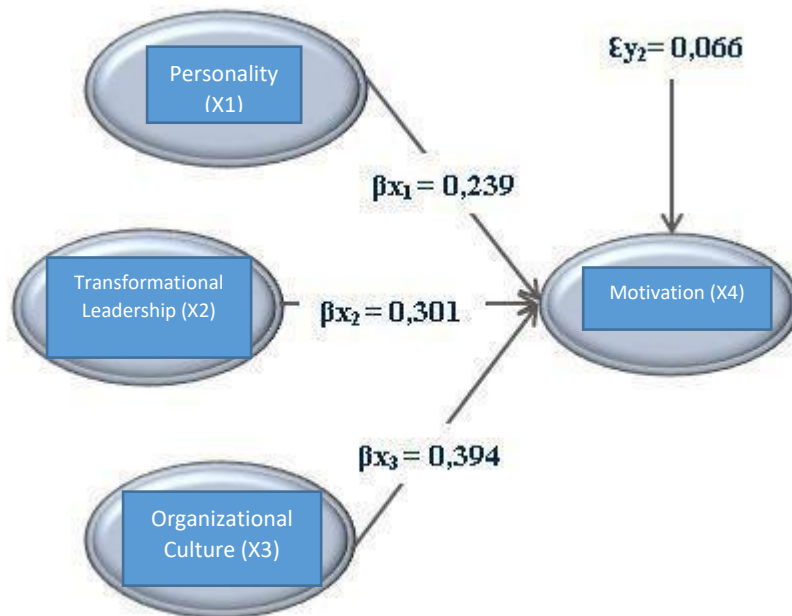 Personality
(X1)
Ɛy₂= 0,066
βx₁ = 0,239
Transformational
Leadership (X2)
βx₂ = 0,301
Motivation (X4)
βx₃ = 0,394
Organizational
Culture (X3)